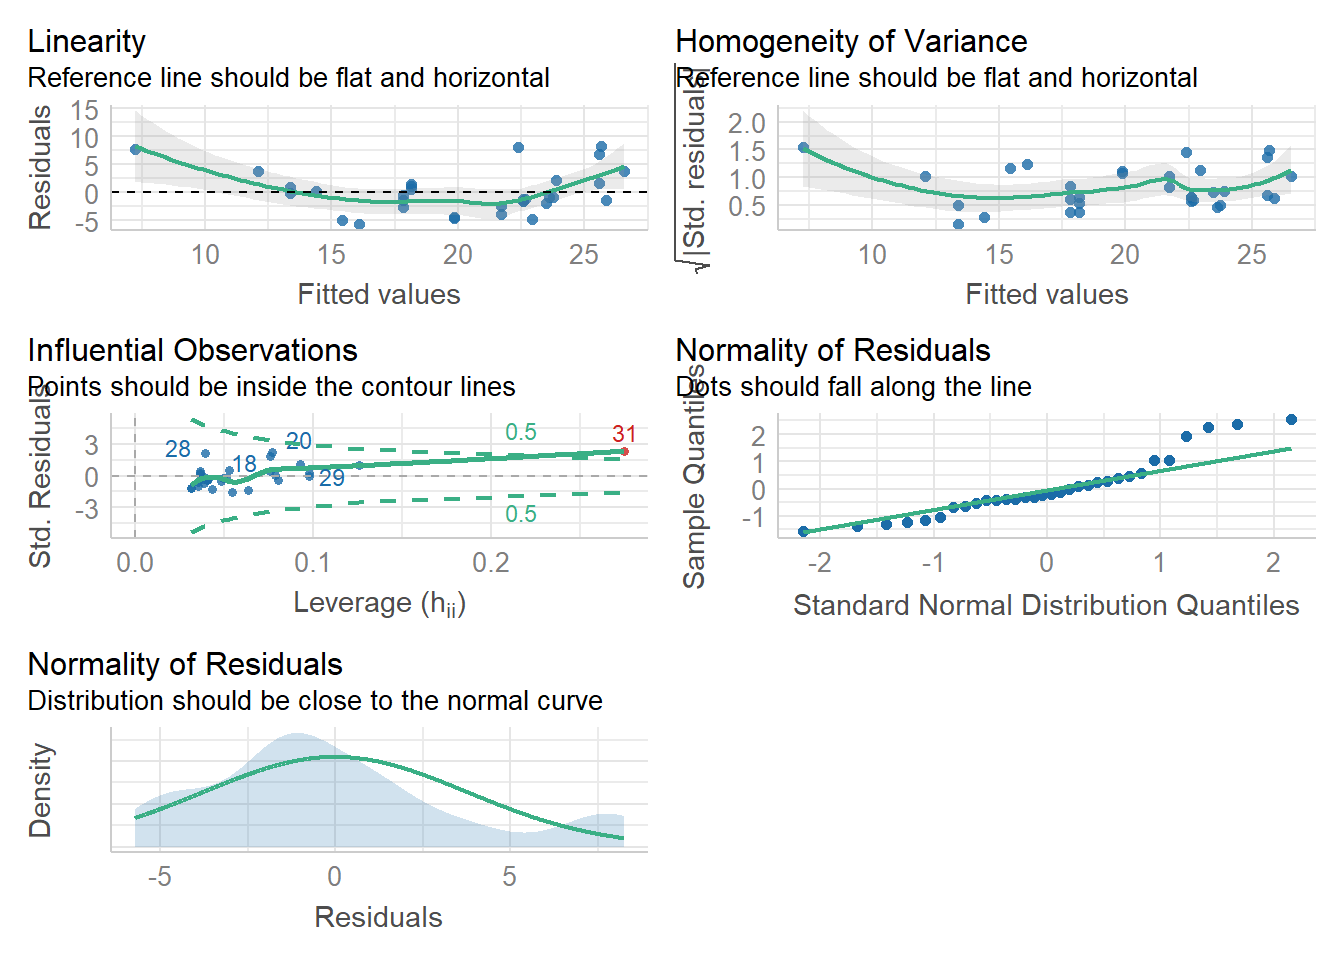 Linearity
Reference line should be flat and horizontal
Residuals
15
10
5
0
-5
10 15 20 25
Fitted values
Homogeneity of Variance
Reference line should be flat and horizontal
√|Std. residuals|
2.0
1.5
1.0
0.5
10 15 20 25
Fitted values
Influential Observations
Points should be inside the contour lines
Std. Residuals
3
0
-3
28
18
20
29
31
0.5
0.5
0.0 0.1 0.2
Leverage (hii)
Normality of Residuals
Dots should fall along the line
Sample Quantiles
2
1
0
-1
-2 -1 0 1 2
Standard Normal Distribution Quantiles
Normality of Residuals
Distribution should be close to the normal curve
Density
-5 0 5
Residuals